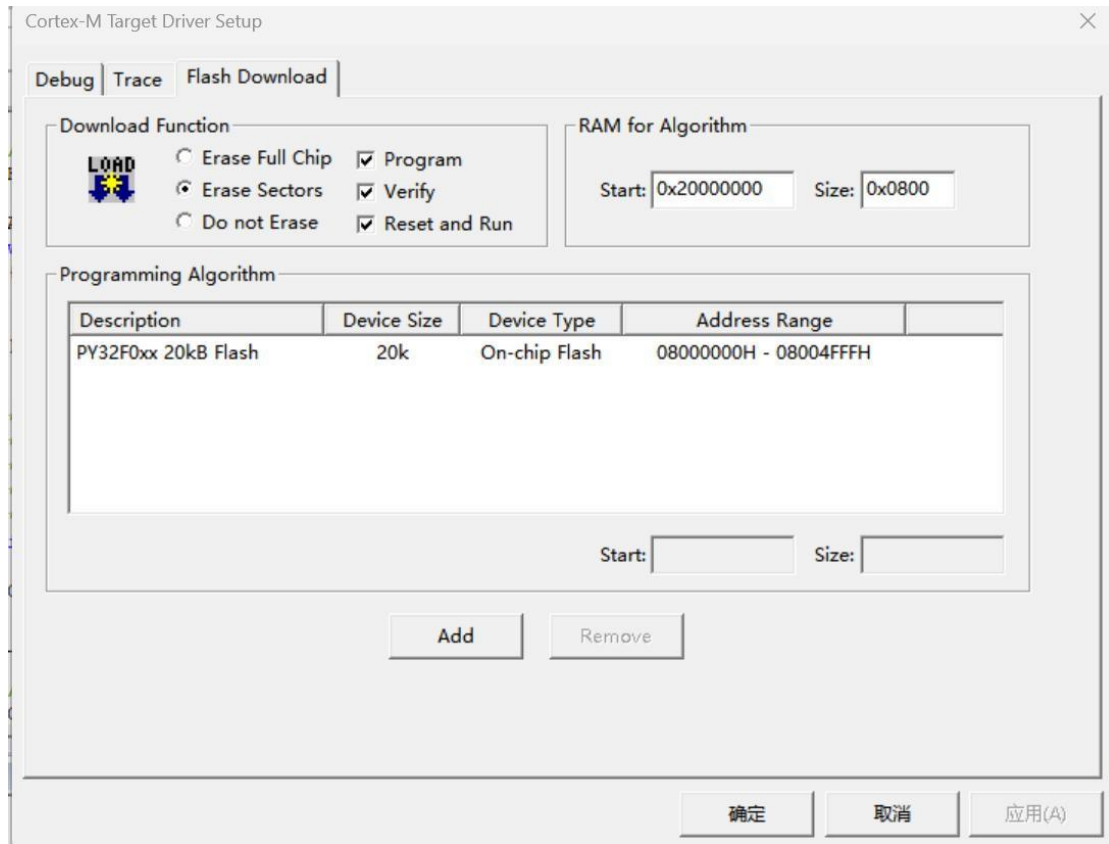 Cortex-M Target Driver Setup
Debug Trace Flash Download
Download Function
LOAD
Erase Full Chip
Erase Sectors
Do not Erase
Program
Verify
Reset and Run
RAM for Algorithm
Start: 0x20000000 Size: 0x0800
Programming Algorithm
Description Device Size Device Type Address Range
PY32F0xx 20kB Flash 20k On-chip Flash 08000000H - 08004FFFH
Start: Size:
Add Remove
确定 取消 应用(A)